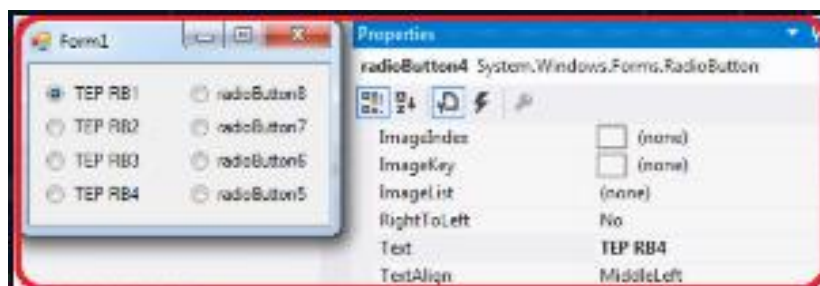 Form1
TEP RB1 radioButton8
TEP RB2 radioButton7
TEP RB3 radioButton6
TEP RB4 radioButton5
Properties
radioButton4 System.Windows.Forms.RadioButton
ImageIndex (none)
ImageKey (none)
ImageList (none)
RightToLeft No
Text TEP RB4
TextAlign MiddleLeft